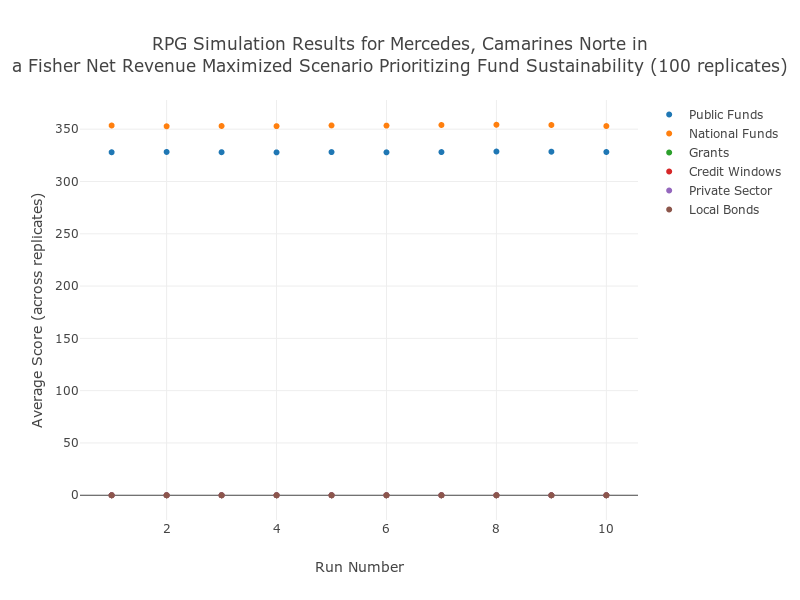 RPG Simulation Results for Mercedes, Camarines Norte in
a Fisher Net Revenue Maximized Scenario Prioritizing Fund Sustainability (100 replicates)
Public Funds
National Funds
Grants
Credit Windows
Private Sector
Local Bonds
Average Score (across replicates)
350
300
250
200
150
100
50
0
2
4
6
8
10
Run Number